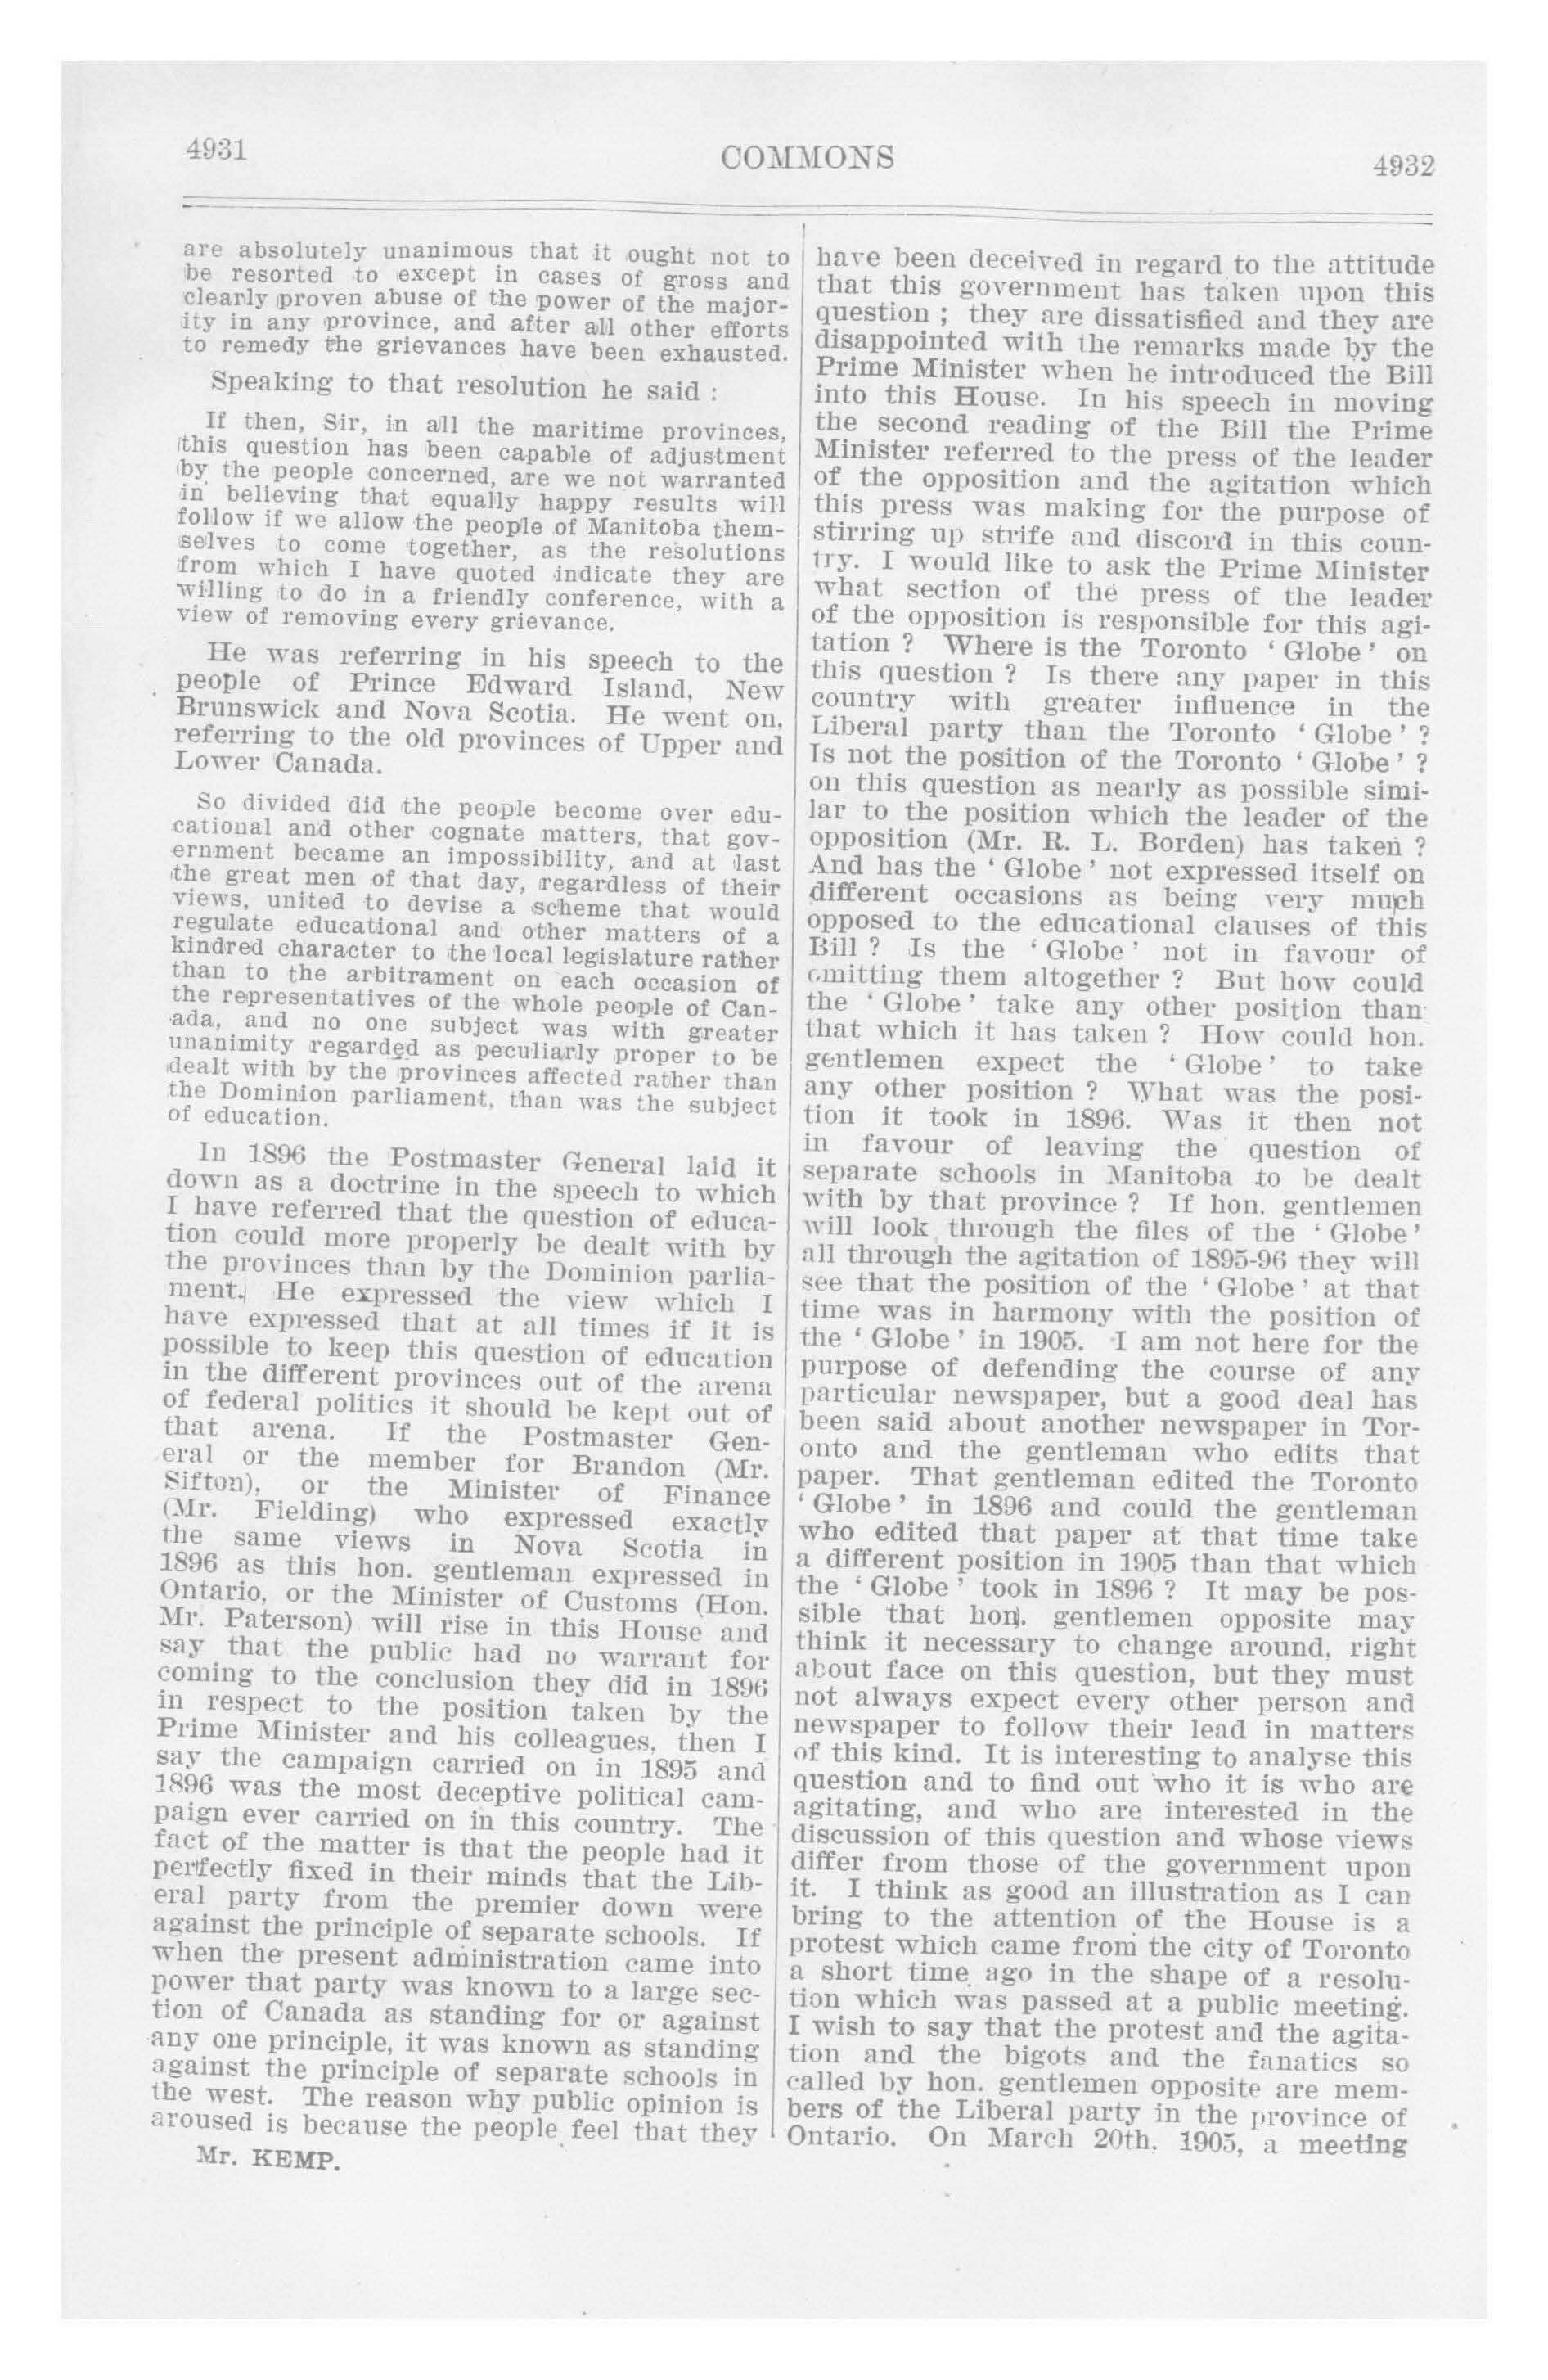 4931
COMMONS
4932
are absolutely unanimous that it ought not to
be resorted to except in cases of gross and
clearly proven abuse of the power of the major-
ity in any province, and after all other efforts
to remedy the grievances have been exhausted.
Speaking to that resolution he said :
If then, Sir, in all the maritime provinces,
this question has been capable of adjustment
by the people concerned, are we not warranted
in believing that equally happy results will
follow if we allow the people of Manitoba them-
selves to come together, as the resolutions
from which I have quoted indicate they are
willing to do in a friendly conference, with a
view of removing every grievance.
He was referring in his speech to the
people of Prince Edward Island, New
Brunswick and Nova Scotia. He went on,
referring to the old provinces of Upper and
Lower Canada.
So divided did the people become over edu-
cational and other cognate matters, that gov-
ernment became an impossibility, and at last
the great men of that day, regardless of their
views, united to devise a scheme that would
regulate educational and other matters of a
kindred character to the local legislature rather
than to the arbitrament on each occasion of
the representatives of the whole people of Can-
ada, and no one subject was with greater
unanimity regarded as peculiarly proper to be
dealt with by the provinces affected rather than
the Dominion parliament, than was the subject
of education.
In 1896 the Postmaster General laid it
down as a doctrine in the speech to which
I have referred that the question of educa-
tion could more properly be dealt with by
the provinces than by the Dominion parlia-
ment. He expressed the view which I
have expressed that at all times if it is
possible to keep this question of education
in the different provinces out of the arena
of federal politics it should be kept out of
that arena. If the Postmaster Gen-
eral or the member for Brandon (Mr.
Sifton), or the Minister of Finance
(Mr. Fielding) who expressed exactly
the same views in Nova Scotia in
1896 as this hon. gentleman expressed in
Ontario, or the Minister of Customs (Hon.
Mr. Paterson) will rise in this House and
say that the public had no warrant for
coming to the conclusion they did in 1896
in respect to the position taken by the
Prime Minister and his colleagues, then I
say the campaign carried on in 1895 and
1896 was the most deceptive political cam-
paign ever carried on in this country. The
fact of the matter is that the people had it
perfectly fixed in their minds that the Lib-
eral party from the premier down were
against the principle of separate schools. If
when the present administration came into
power that party was known to a large sec-
tion of Canada as standing for or against
any one principle, it was known as standing
against the principle of separate schools in
the west. The reason why public opinion is
aroused is because the people feel that they
Mr. KEMP.
have been deceived in regard to the attitude
that this government has taken upon this
question ; they are dissatisfied and they are
disappointed with the remarks made by the
Prime Minister when he introduced the Bill
into this House. In his speech in moving
the second reading of the Bill the Prime
Minister referred to the press of the leader
of the opposition and the agitation which
this press was making for the purpose of
stirring up strife and discord in this coun-
try. I would like to ask the Prime Minister
what section of the press of the leader
of the opposition is responsible for this agi-
tation ? Where is the Toronto ' Globe ' on
this question ? Is there any paper in this
country with greater influence in the
Liberal party than the Toronto ' Globe ' ?
Is not the position of the Toronto ' Globe ' ?
on this question as nearly as possible simi-
lar to the position which the leader of the
opposition (Mr. R. L. Borden) has taken ?
And has the ' Globe ' not expressed itself on
different occasions as being very much
opposed to the educational clauses of this
Bill ? Is the ' Globe ' not in favour of
omitting them altogether ? But how could
the ' Globe ' take any other position than
that which it has taken ? How could hon.
gentlemen expect the ' Globe ' to take
any other position ? What was the posi-
tion it took in 1896. Was it then not
in favour of leaving the question of
separate schools in Manitoba to be dealt
with by that province ? If hon. gentlemen
will look through the files of the ' Globe '
all through the agitation of 1895-96 they will
see that the position of the ' Globe ' at that
time was in harmony with the position of
the ' Globe ' in 1905. I am not here for the
purpose of defending the course of any
particular newspaper, but a good deal has
been said about another newspaper in Tor-
onto and the gentleman who edits that
paper. That gentleman edited the Toronto
' Globe ' in 1896 and could the gentleman
who edited that paper at that time take
a different position in 1905 than that which
the ' Globe ' took in 1896 ? It may be pos-
sible that hon. gentlemen opposite may
think it necessary to change around, right
about face on this question, but they must
not always expect every other person and
newspaper to follow their lead in matters
of this kind. It is interesting to analyse this
question and to find out who it is who are
agitating, and who are interested in the
discussion of this question and whose views
differ from those of the government upon
it. I think as good an illustration as I can
bring to the attention of the House is a
protest which came from the city of Toronto
a short time ago in the shape of a resolu-
tion which was passed at a public meeting.
I wish to say that the protest and the agita-
tion and the bigots and the fanatics so
called by hon. gentlemen opposite are mem-
bers of the Liberal party in the province of
Ontario. On March 20th, 1905, a meeting